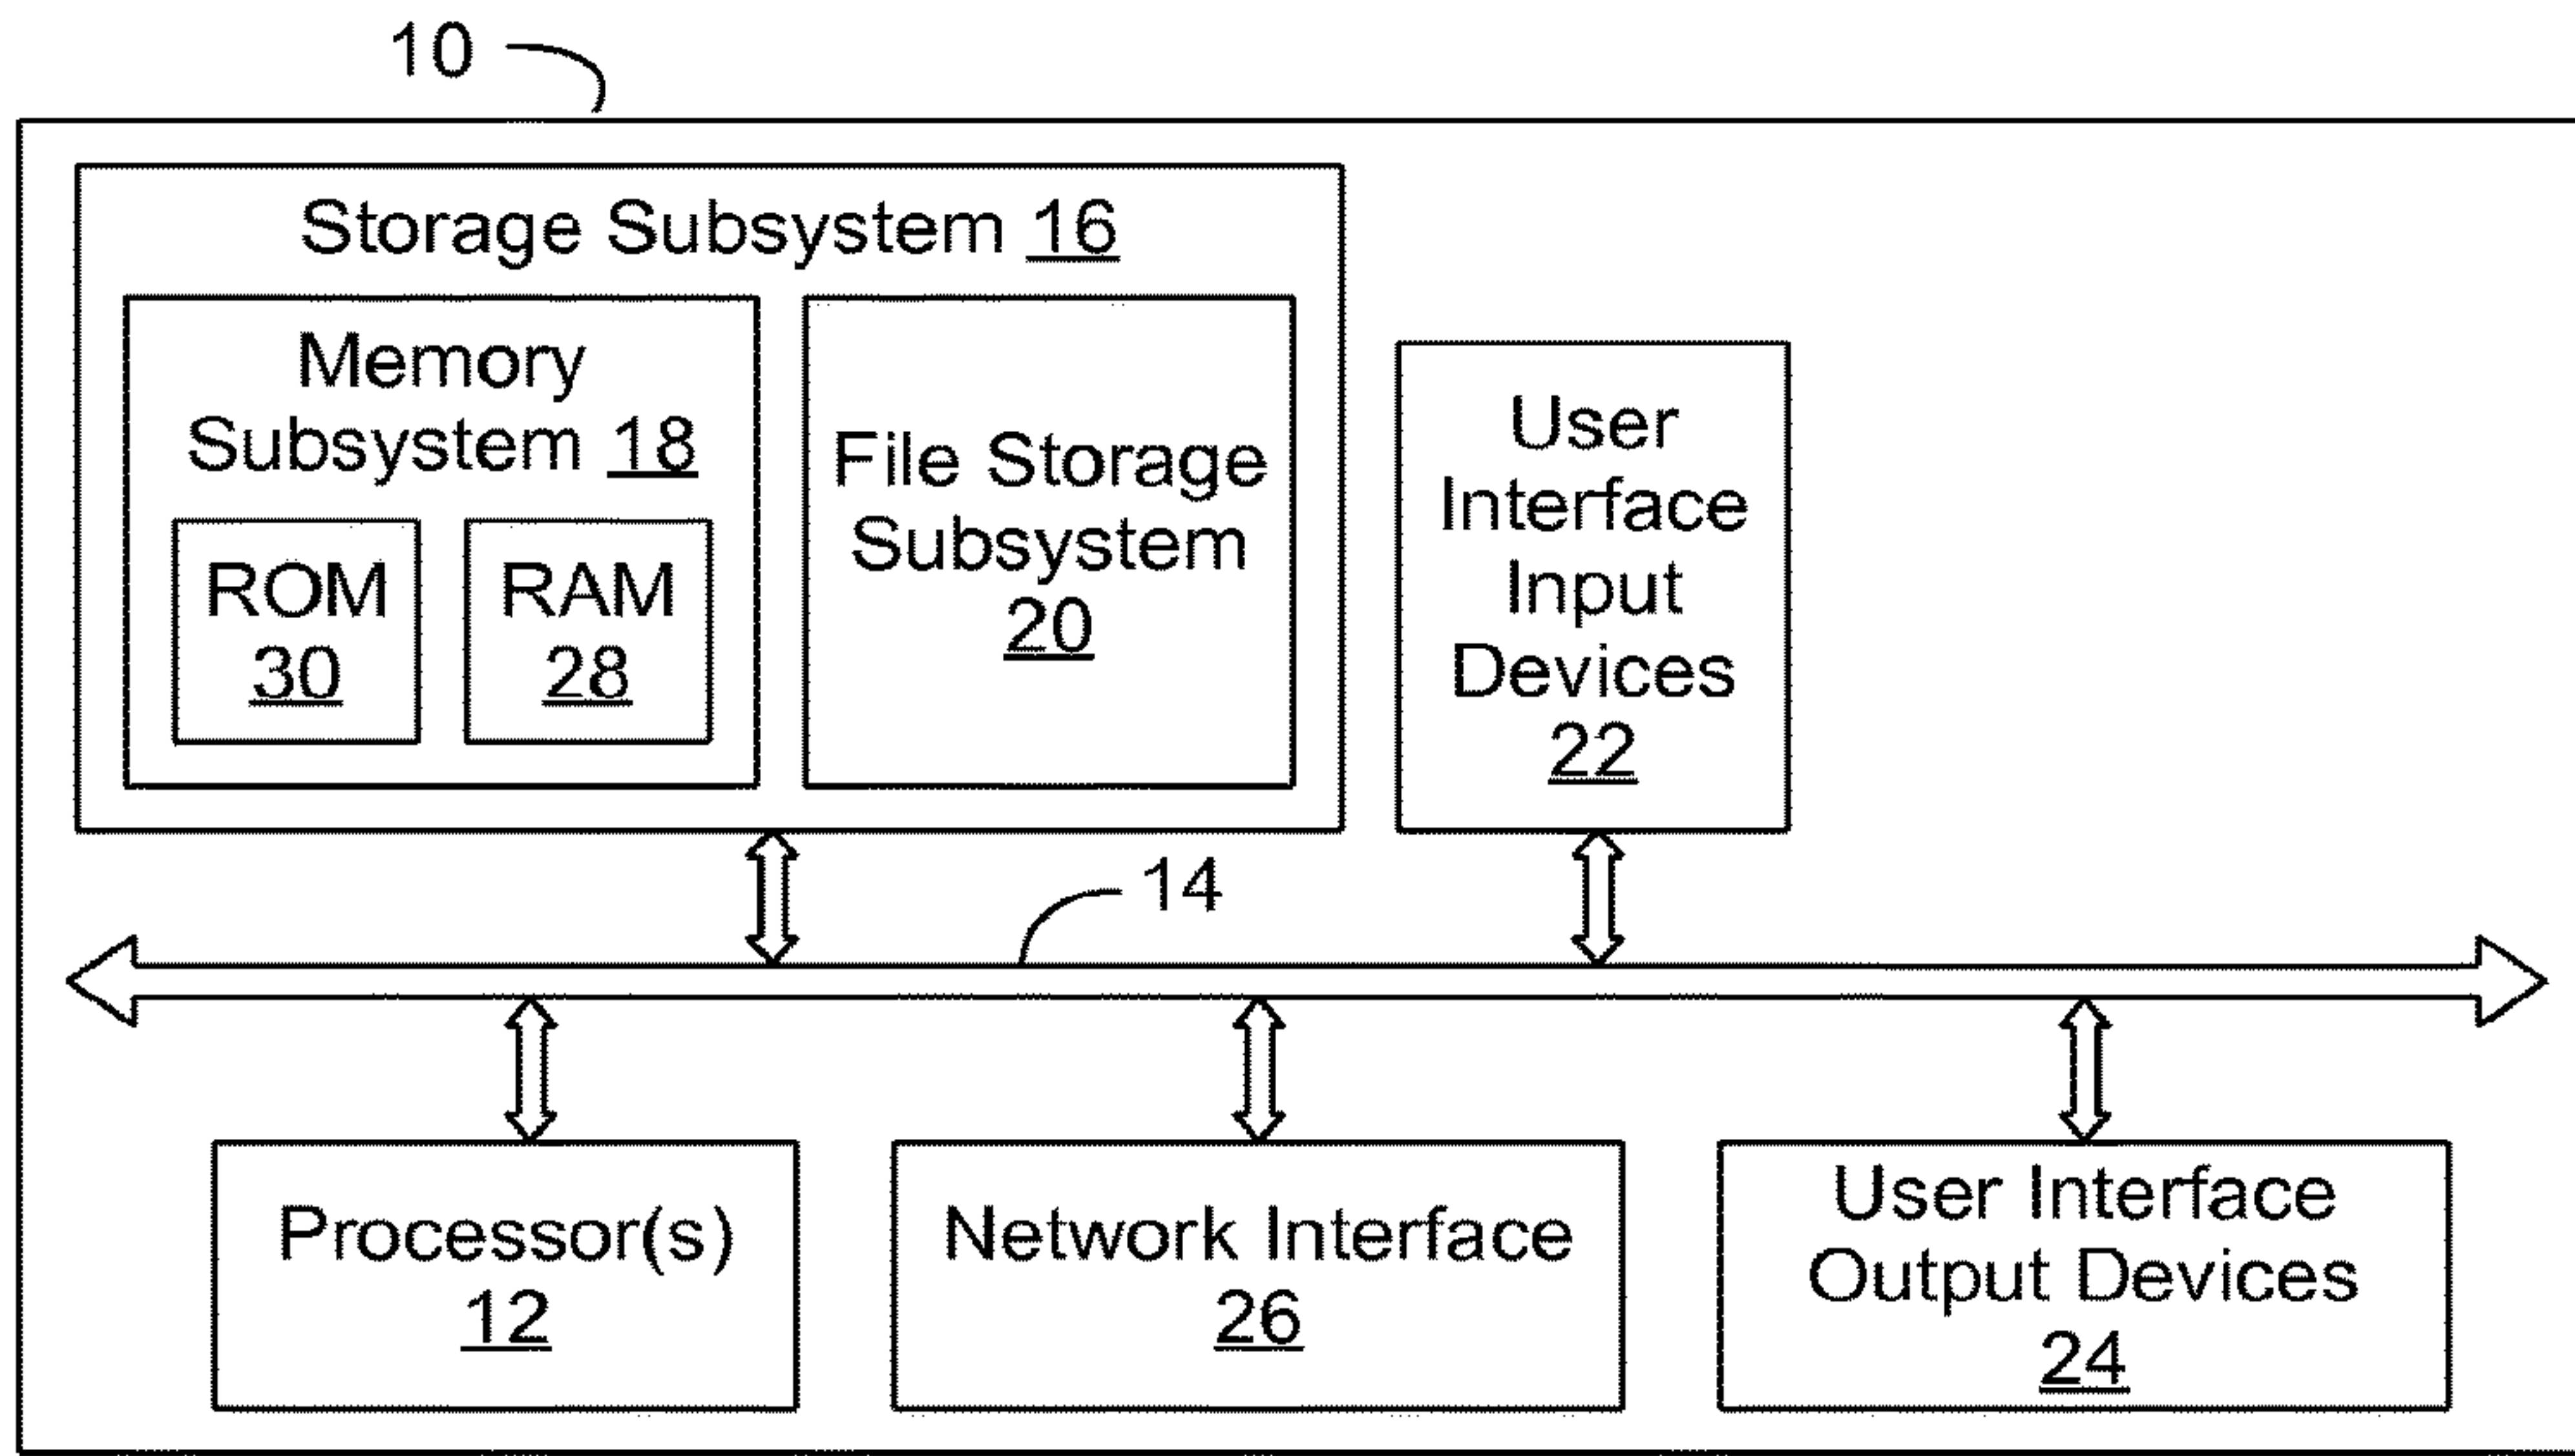 10
Storage Subsystem 16
Memory
Subsystem 18
ROM
30
RAM
28
File Storage
Subsystem
20
User
Interface
Input
Devices
22
14
Processor(s)
12
Network Interface
26
User Interface
Output Devices
24